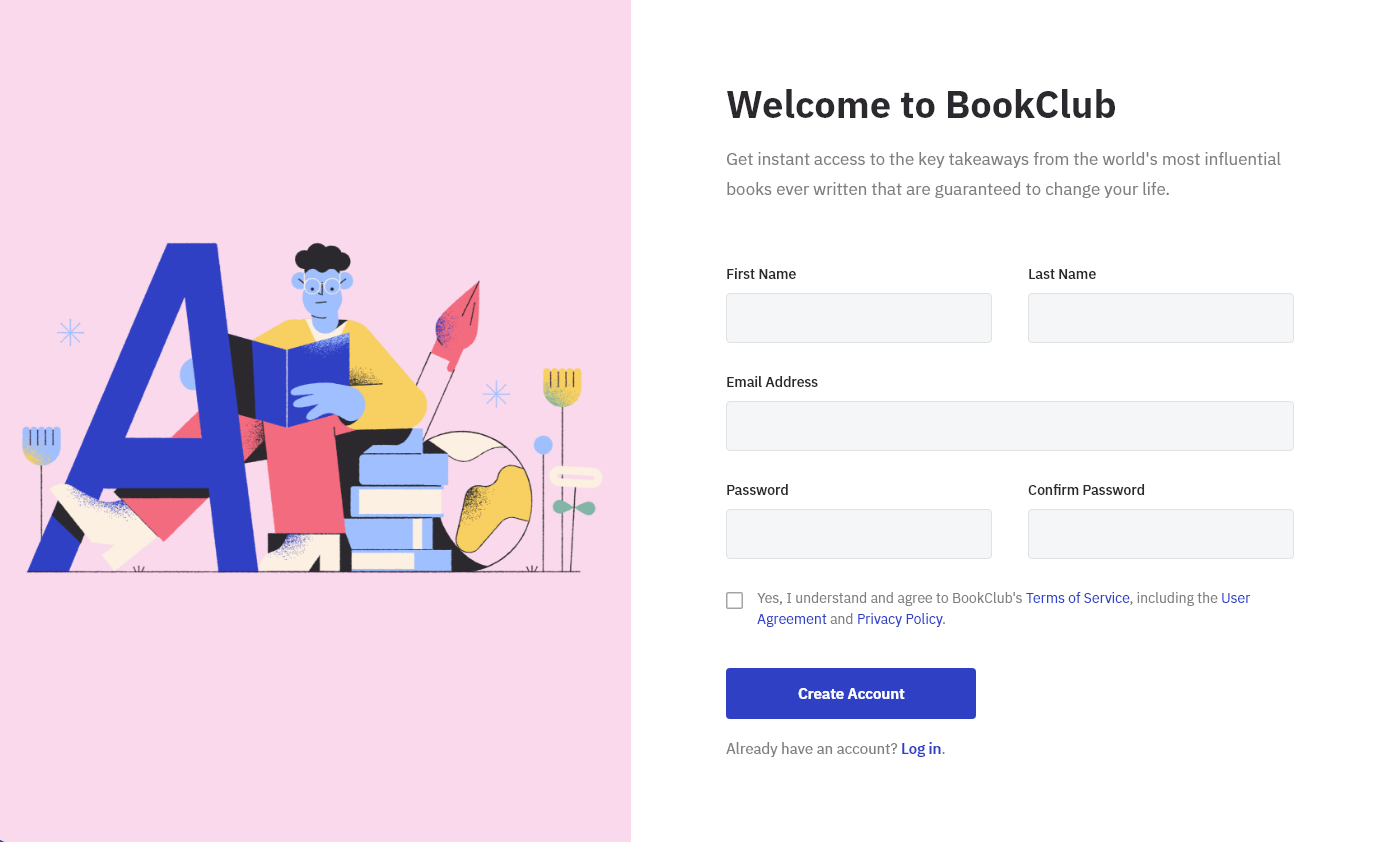 Welcome to BookClub
Get instant access to the key takeaways from the world's most influential
books ever written that are guaranteed to change your life.
First Name
Last Name
Email Address
Password
Confirm Password
Yes, I understand and agree to BookClub's Terms of Service, including the User
Agreement and Privacy Policy.
Create Account
Already have an account? Log in.
A